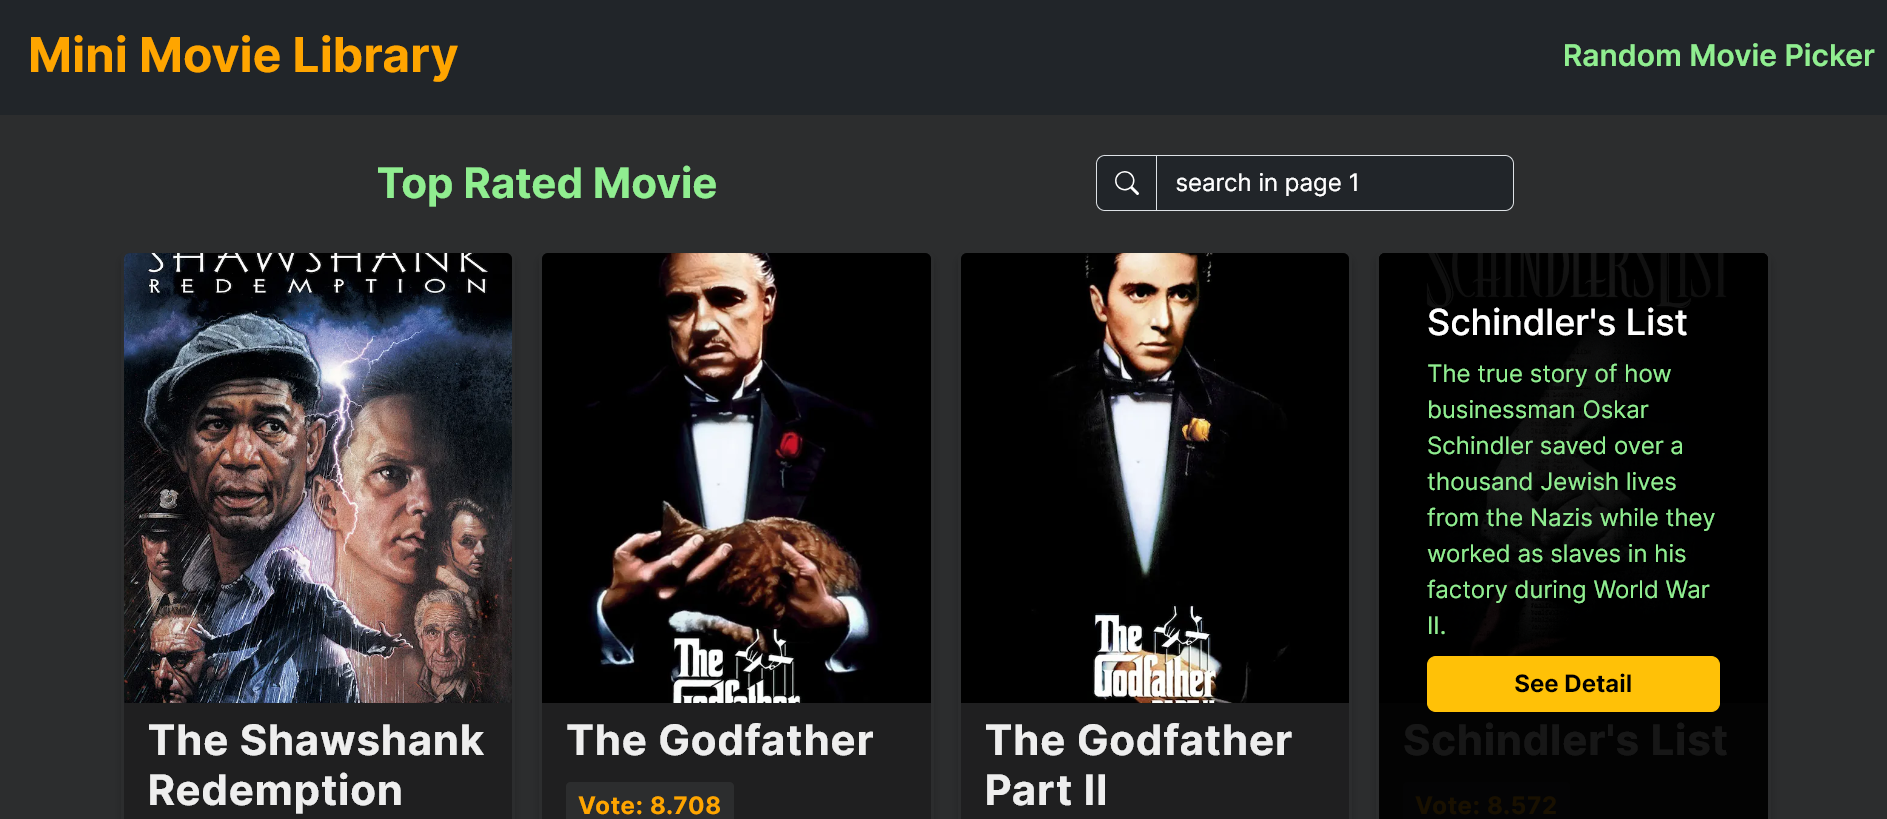 Mini Movie Library
Random Movie Picker
Top Rated Movie
search in page 1
SHAWSHANK
REDEMPTION
The Shawshank
Redemption
The
Godfather
The Godfather
Vote: 8.708
The
Godfather
PART II
The Godfather
Part II
SCHINDLER'S LIST
Schindler's List
The true story of how
businessman Oskar
Schindler saved over a
thousand Jewish lives
from the Nazis while they
worked as slaves in his
factory during World War
II.
See Detail
Schindler's List
Vote: 8.572